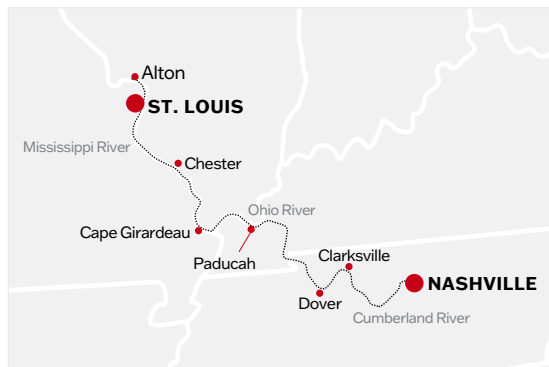 Alton
ST. LOUIS
Mississippi River
Chester
Ohio River
Cape Girardeau
Paducah
Clarksville
NASHVILLE
Dover
Cumberland River